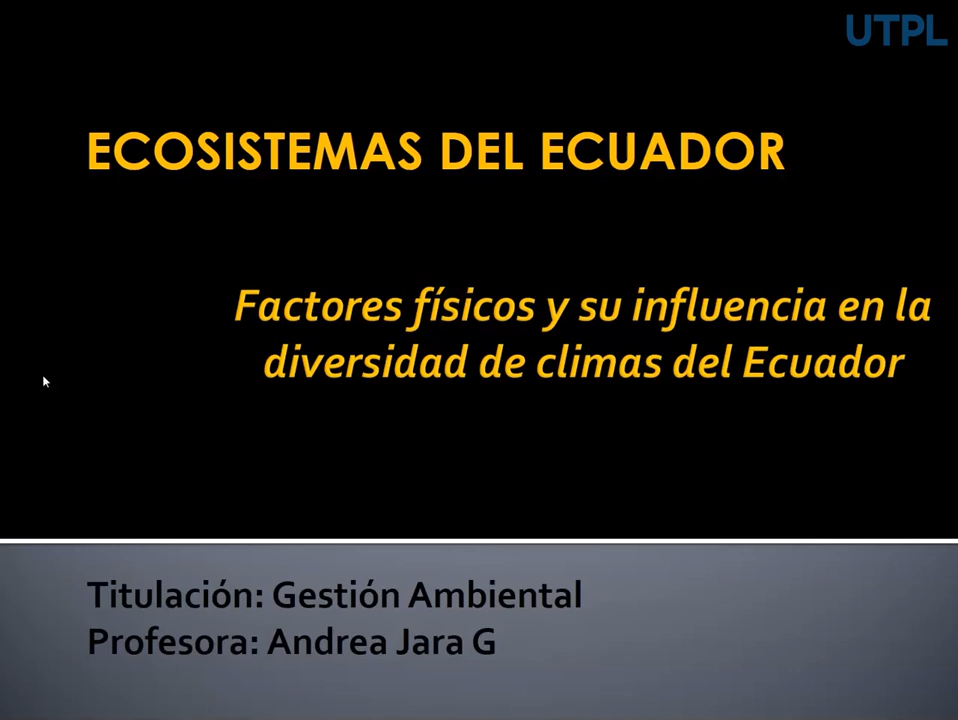 UTPL
ECOSISTEMAS DEL ECUADOR
Factores físicos y su influencia en la
diversidad de climas del Ecuador
Titulación: Gestión Ambiental
Profesora: Andrea Jara G